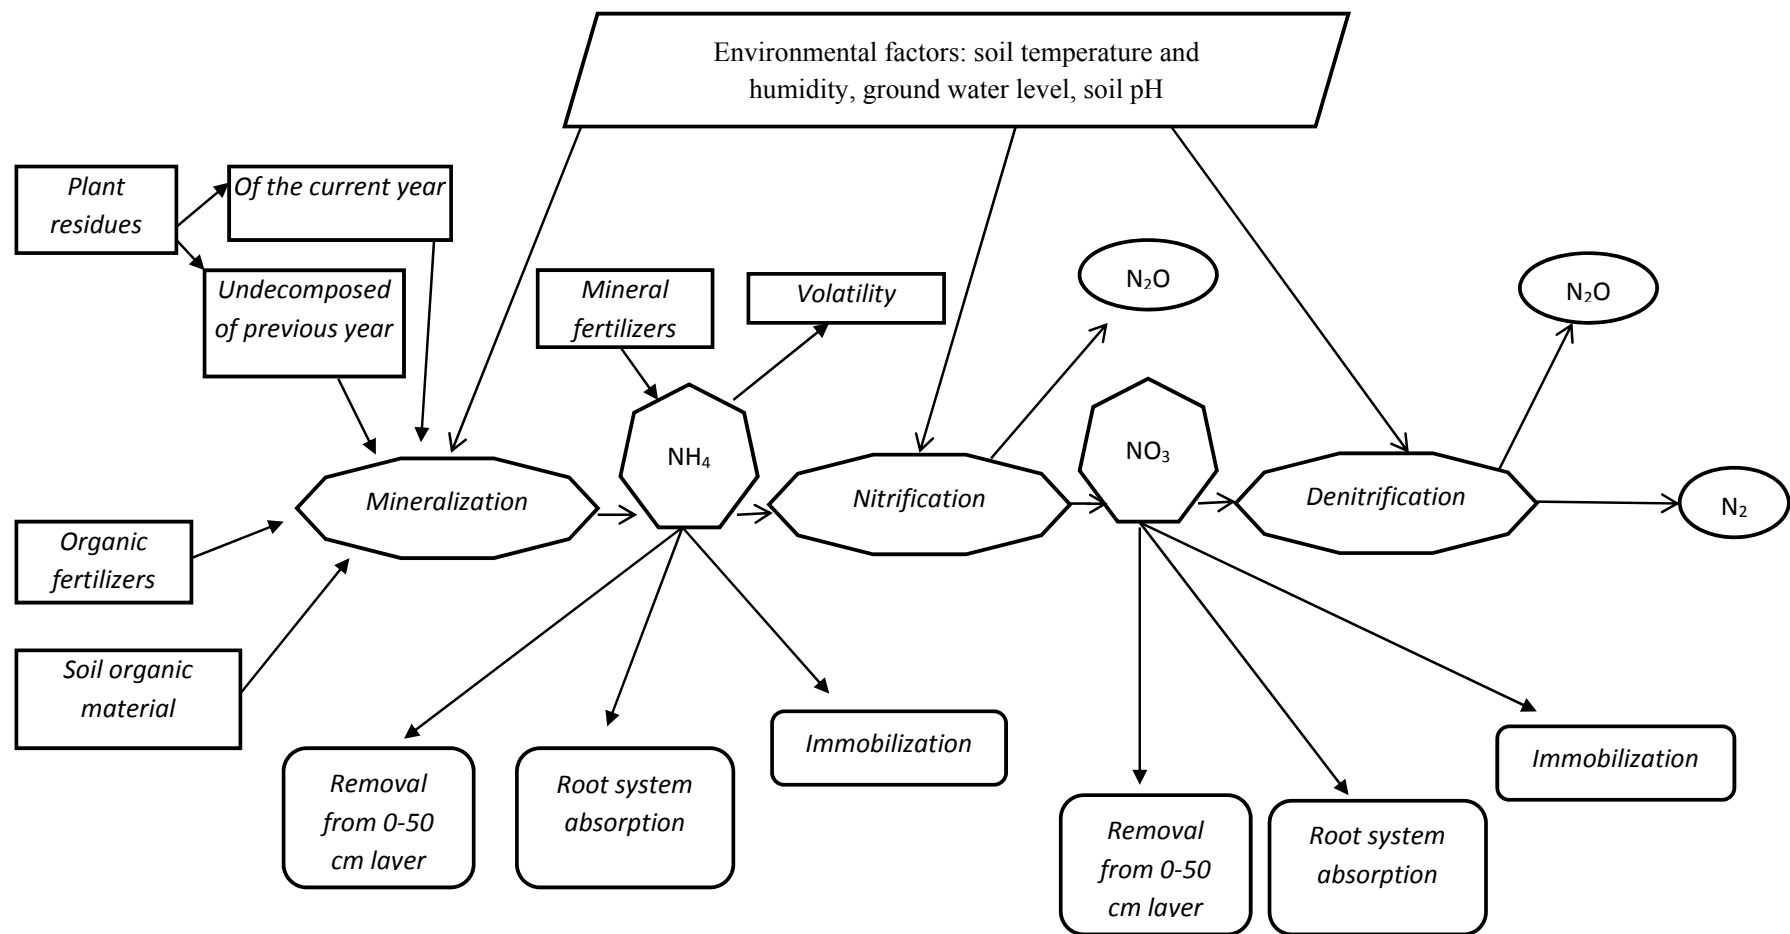 Environmental factors: soil temperature and
humidity, ground water level, soil pH
Plant
residues
Of the current year
Undecomposed
of previous year
Mineral
fertilizers
Volatility
N₂O
N₂O
Mineralization
NH₄
Nitrification
NO₃
Denitrification
N₂
Organic
fertilizers
Soil organic
material
Removal
from 0-50
cm layer
Root system
absorption
Immobilization
Removal
from 0-50
cm layer
Root system
absorption
Immobilization